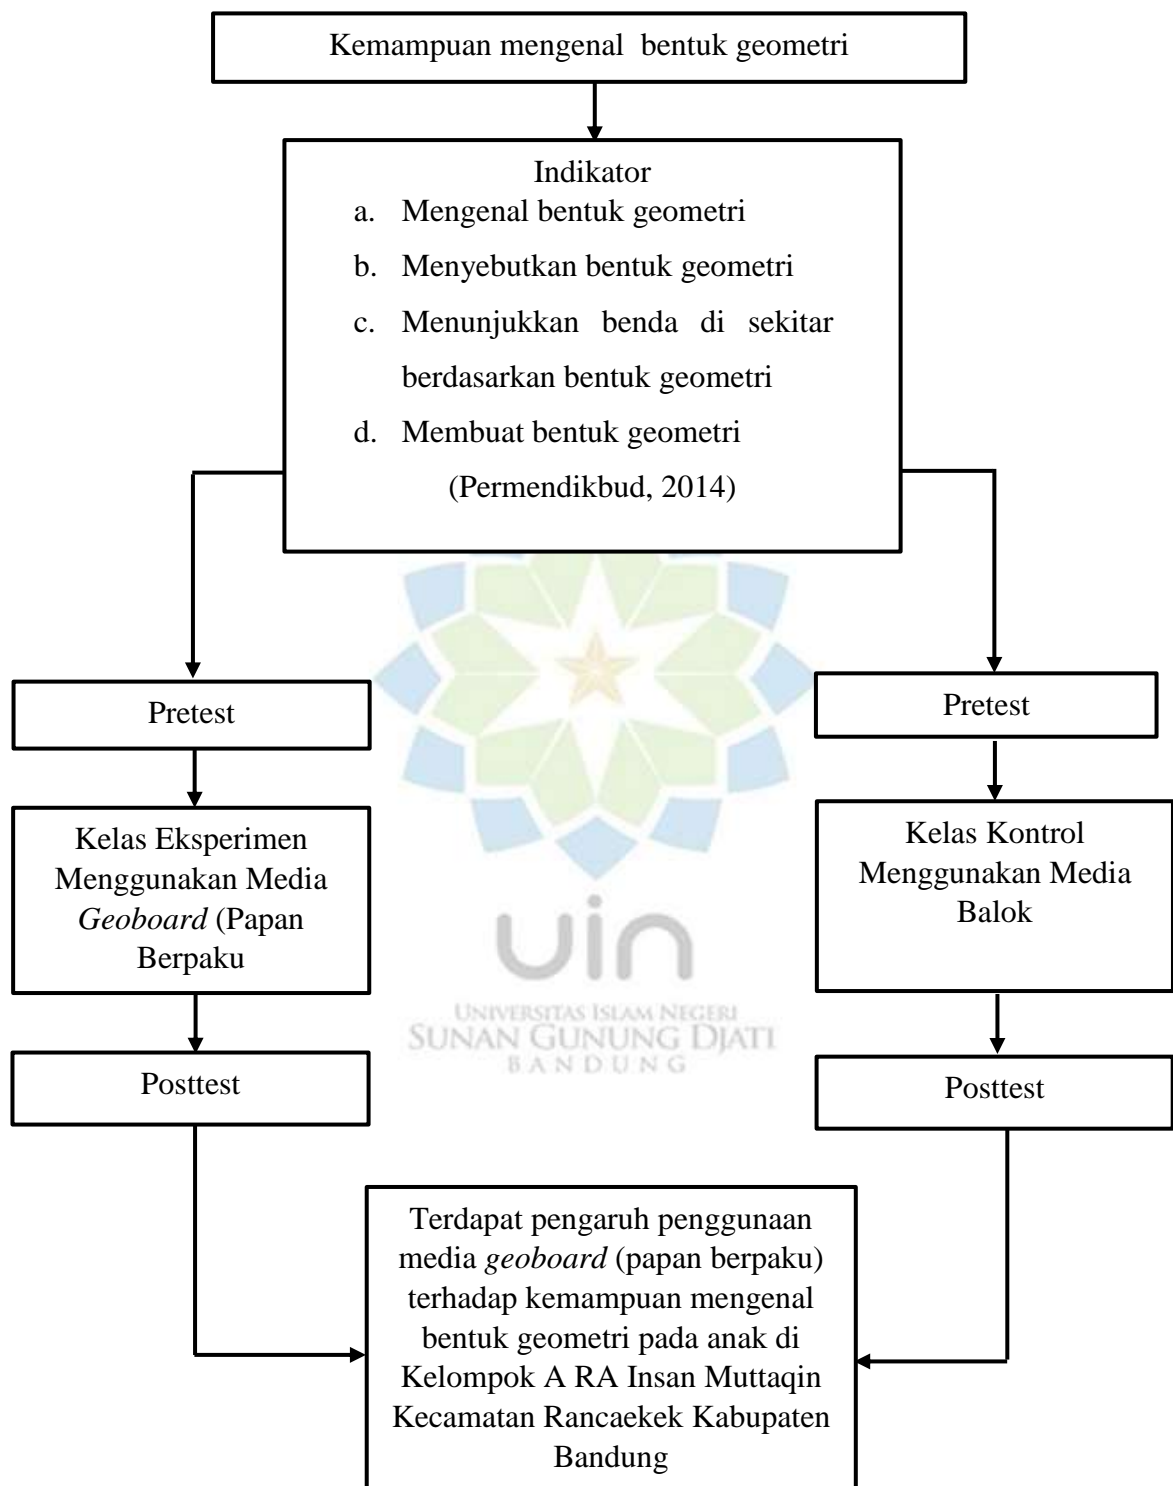 Kemampuan mengenal bentuk geometri
Indikator
a. Mengenal bentuk geometri
b. Menyebutkan bentuk geometri
c. Menunjukkan benda di sekitar
berdasarkan bentuk geometri
d. Membuat bentuk geometri
(Permendikbud, 2014)
Pretest
Pretest
Kelas Eksperimen
Menggunakan Media
Geoboard (Papan
Berpaku
Kelas Kontrol
Menggunakan Media
Balok
uin
UNIVERSITAS ISLAM NEGERI
SUNAN GUNUNG DJATI
BANDUNG
Posttest
Posttest
Terdapat pengaruh penggunaan
media geoboard (papan berpaku)
terhadap kemampuan mengenal
bentuk geometri pada anak di
Kelompok A RA Insan Muttaqin
Kecamatan Rancaekek Kabupaten
Bandung